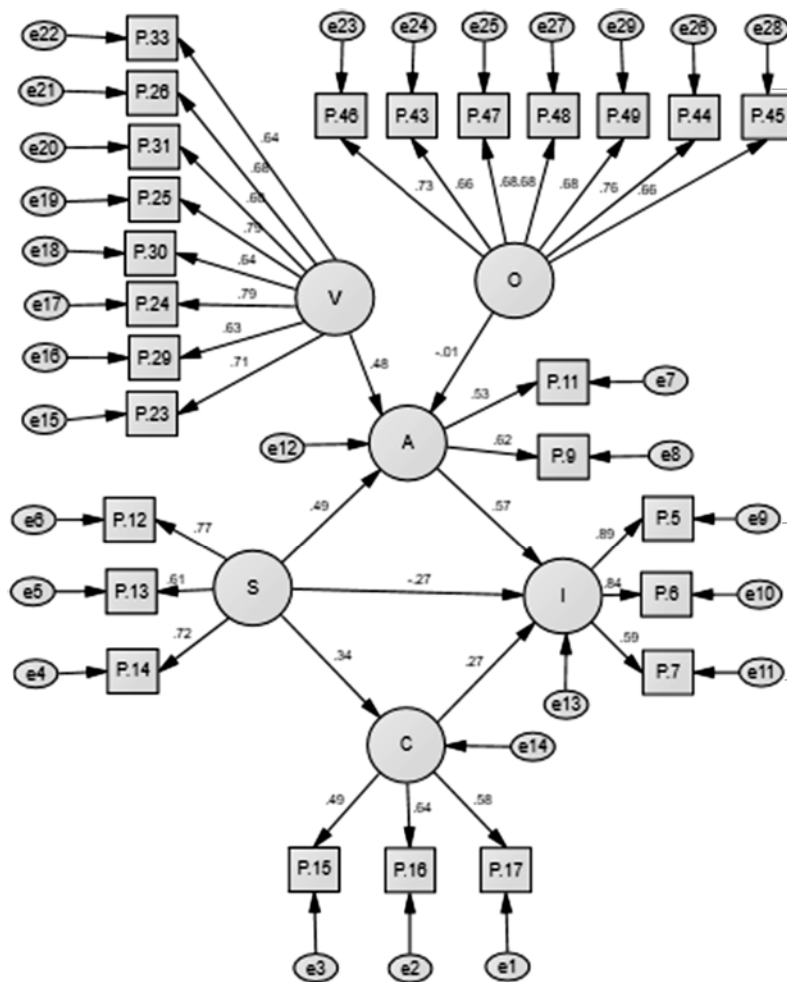 e22
P.33
e21
P.26
e20
P.31
e19
P.25
e18
P.30
e17
P.24
e16
P.29
e15
P.23
.64
.68
.68
.79
.64
.79
.63
.71
V
e23
e24
e25
e27
e29
e26
e28
P.46
P.43
P.47
P.48
P.49
P.44
P.45
.73
.66
.68
.68
.68
.76
.66
O
.48
-.01
e12
A
.53
P.11
e7
.62
P.9
e8
.49
.57
e6
P.12
.77
e5
P.13
.61
e4
P.14
.72
S
-.27
I
.89
P.5
e9
.84
P.6
e10
.59
P.7
e11
e13
.34
.27
C
e14
.49
.64
.58
P.15
P.16
P.17
e3
e2
e1